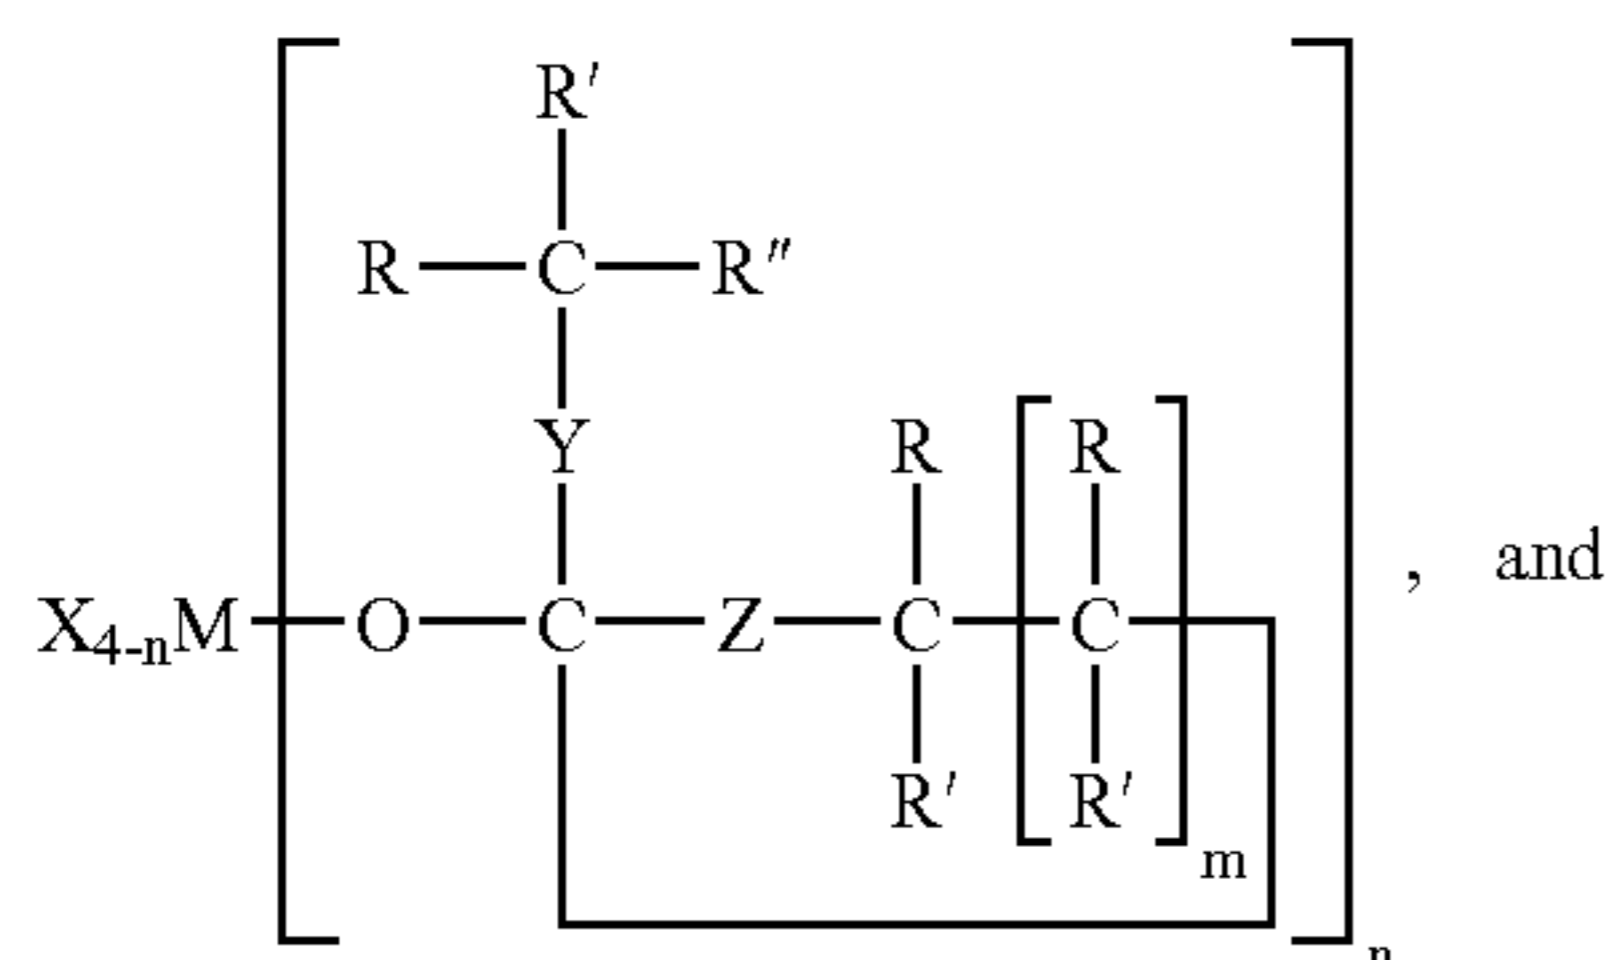 R′
R C R″
Y R R
X4-nM O C Z C C , and
R′ R′
m
n